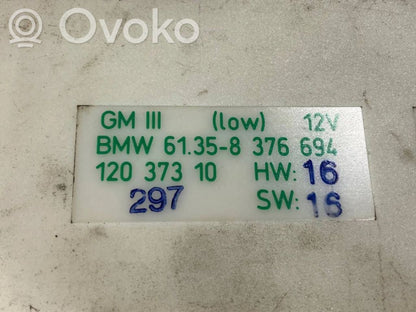 Ovoko
GM III (low) 12V
BMW 61.35-8 376 694
120 373 10 HW: 16
297 SW: 16